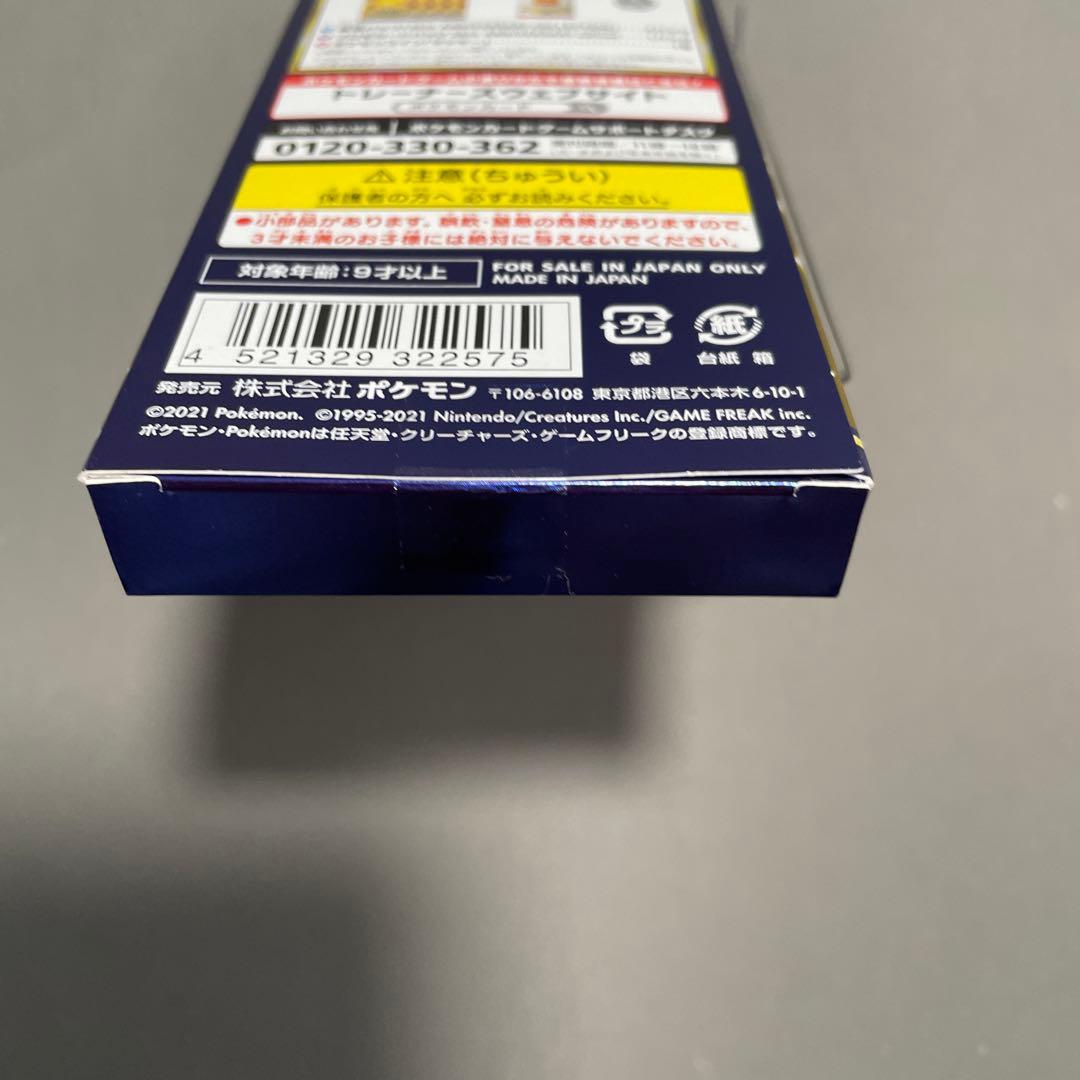 トレーナーズウェブサイト
お問い合わせ先 ポケモンカードゲームサポートデスク
0120-330-362
⚠ 注意(ちゅうい)
保護者の方へ 必ずお読みください。
●小部品があります。誤飲・窒息の危険がありますので、
3才未満のお子様には絶対に与えないでください。
対象年齢:9才以上
FOR SALE IN JAPAN ONLY
MADE IN JAPAN
プラ 紙
袋 台紙 箱
4 521329 322575
発売元 株式会社 ポケモン 〒106-6108 東京都港区六本木6-10-1
©2021 Pokémon. ©1995-2021 Nintendo/Creatures Inc./GAME FREAK inc.
ポケモン・Pokémonは任天堂・クリーチャーズ・ゲームフリークの登録商標です。